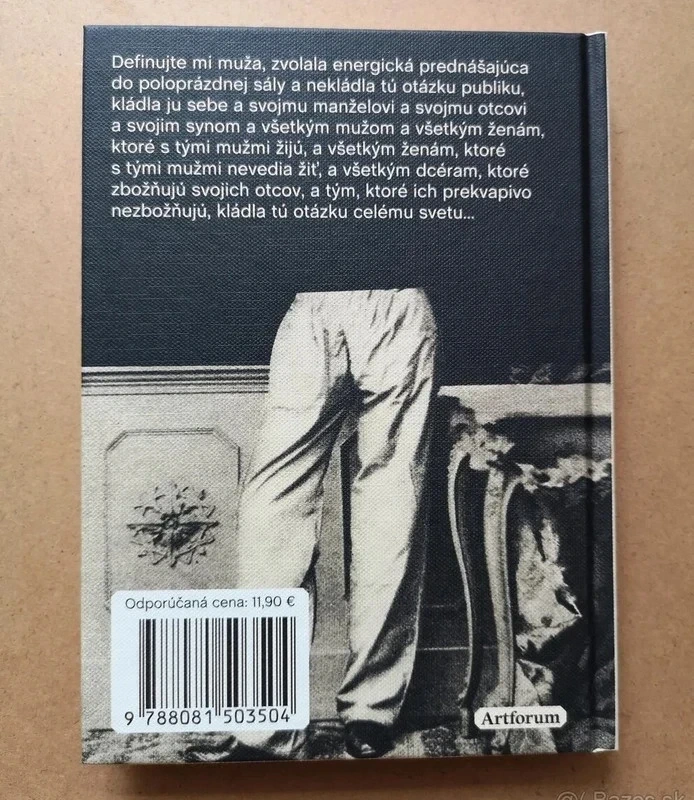 Definujte mi muža, zvolala energická prednášajúca
do poloprázdnej sály a nekládla tú otázku publiku,
kládla ju sebe a svojmu manželovi a svojmu otcovi
a svojim synom a všetkým mužom a všetkým ženám,
ktoré s tými mužmi žijú, a všetkým ženám, ktoré
s tými mužmi nevedia žiť, a všetkým dcéram, ktoré
zbožňujú svojich otcov, a tým, ktoré ich prekvapivo
nezbožňujú, kládla tú otázku celému svetu...
Odporúčaná cena: 11,90 €
9 788081 503504
Artforum
Bazos.sk